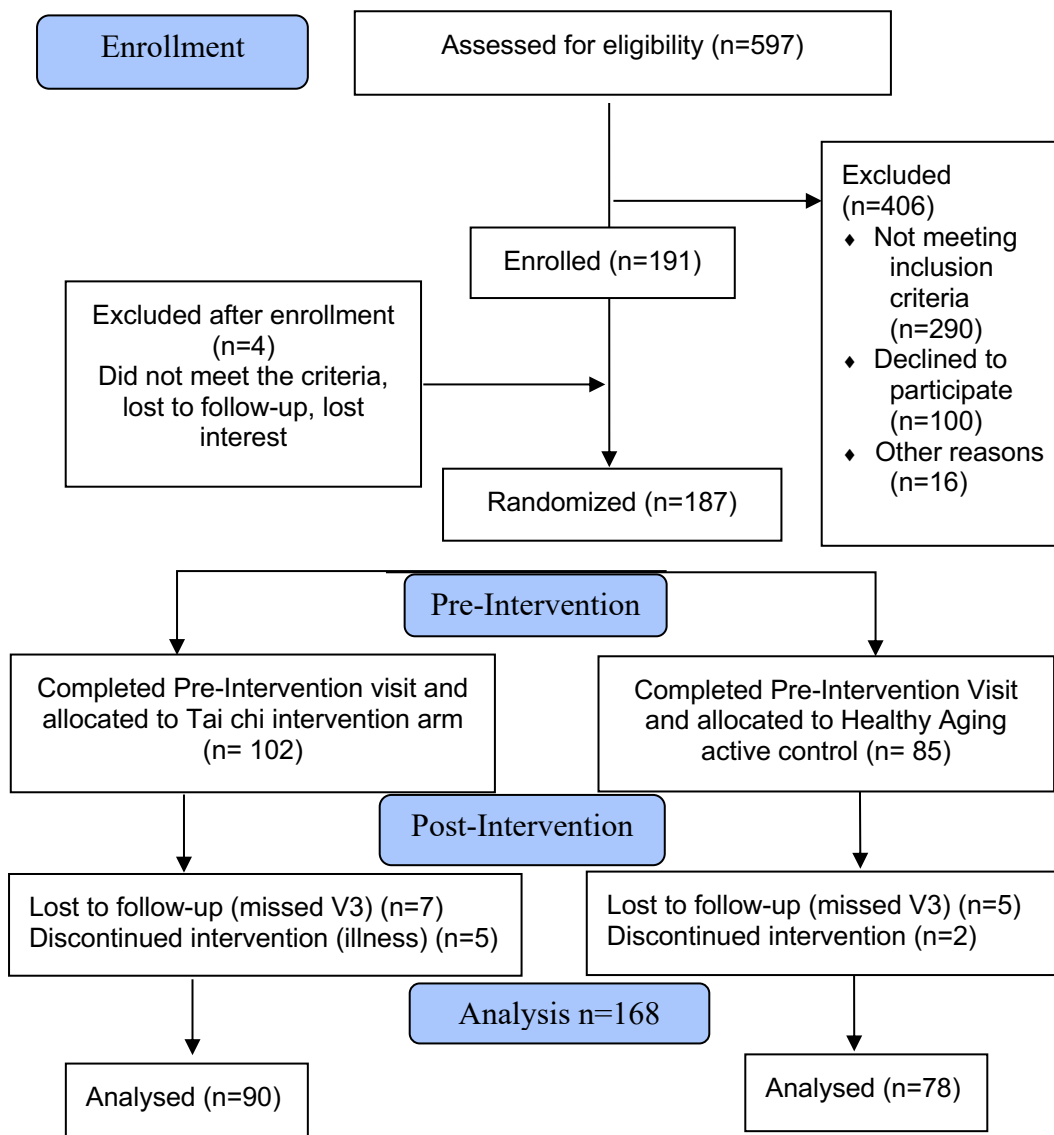 Enrollment
Assessed for eligibility (n=597)
Excluded
(n=406)
♦ Not meeting
inclusion
criteria
(n=290)
♦ Declined to
participate
(n=100)
♦ Other reasons
(n=16)
Enrolled (n=191)
Excluded after enrollment
(n=4)
Did not meet the criteria,
lost to follow-up, lost
interest
Randomized (n=187)
Pre-Intervention
Completed Pre-Intervention visit and
allocated to Tai chi intervention arm
(n= 102)
Completed Pre-Intervention Visit
and allocated to Healthy Aging
active control (n= 85)
Post-Intervention
Lost to follow-up (missed V3) (n=7)
Discontinued intervention (illness) (n=5)
Lost to follow-up (missed V3) (n=5)
Discontinued intervention (n=2)
Analysis n=168
Analysed (n=90)
Analysed (n=78)